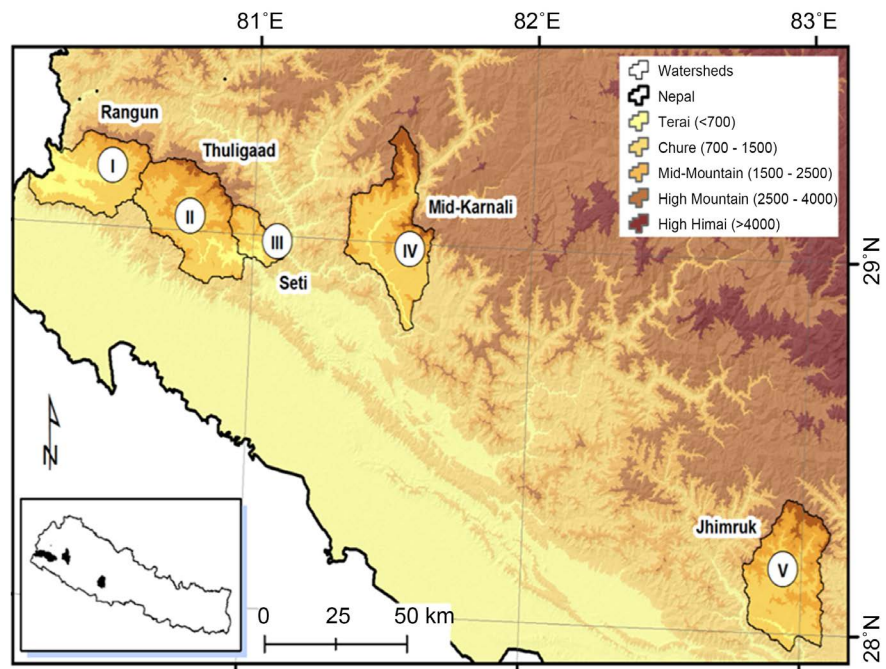 81°E
82°E
83°E
Watersheds
Nepal
Terai (<700)
Chure (700 - 1500)
Mid-Mountain (1500 - 2500)
High Mountain (2500 - 4000)
High Himai (>4000)
Rangun
I
Thuligaad
II
III
Seti
Mid-Karnali
IV
29°N
N
Jhimruk
V
0 25 50 km
28°N